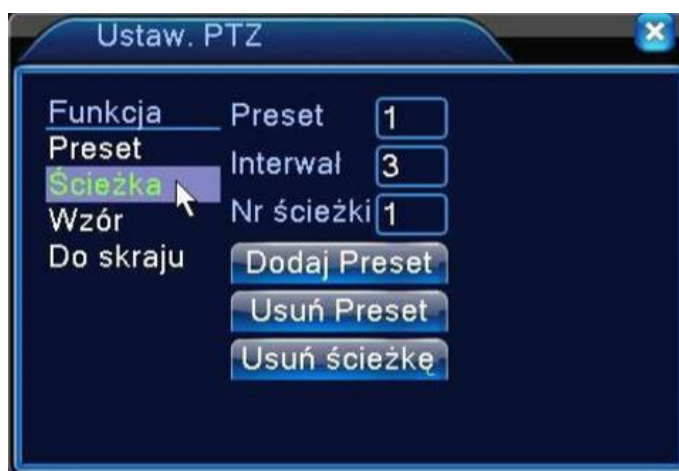 Ustaw. PTZ
Funkcja
Preset
Ścieżka
Wzór
Do skraju
Preset 1
Interwał 3
Nr ścieżki 1
Dodaj Preset
Usuń Preset
Usuń ścieżkę